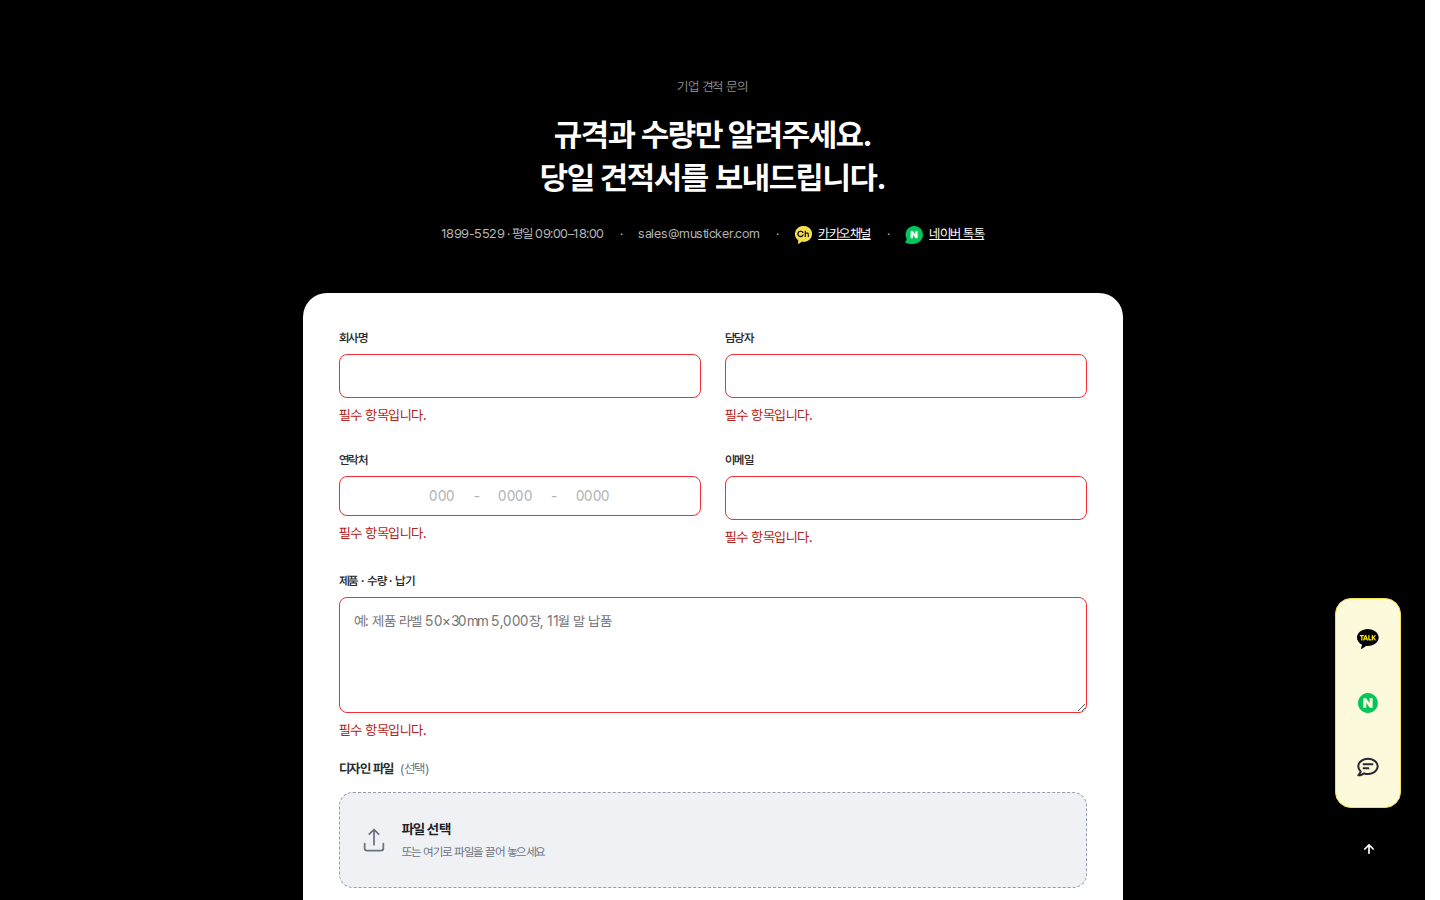 기업 견적 문의
규격과 수량만 알려주세요.
당일 견적서를 보내드립니다.
1899-5529 · 평일 09:00–18:00 · sales@musticker.com · Ch 카카오채널 · N 네이버 톡톡
회사명 담당자
필수 항목입니다. 필수 항목입니다.
연락처 이메일
000 - 0000 - 0000
필수 항목입니다. 필수 항목입니다.
제품 · 수량 · 납기
예: 제품 라벨 50×30mm 5,000장, 11월 말 납품
필수 항목입니다.
디자인 파일 (선택)
파일 선택
또는 여기로 파일을 끌어 놓으세요
TALK
N